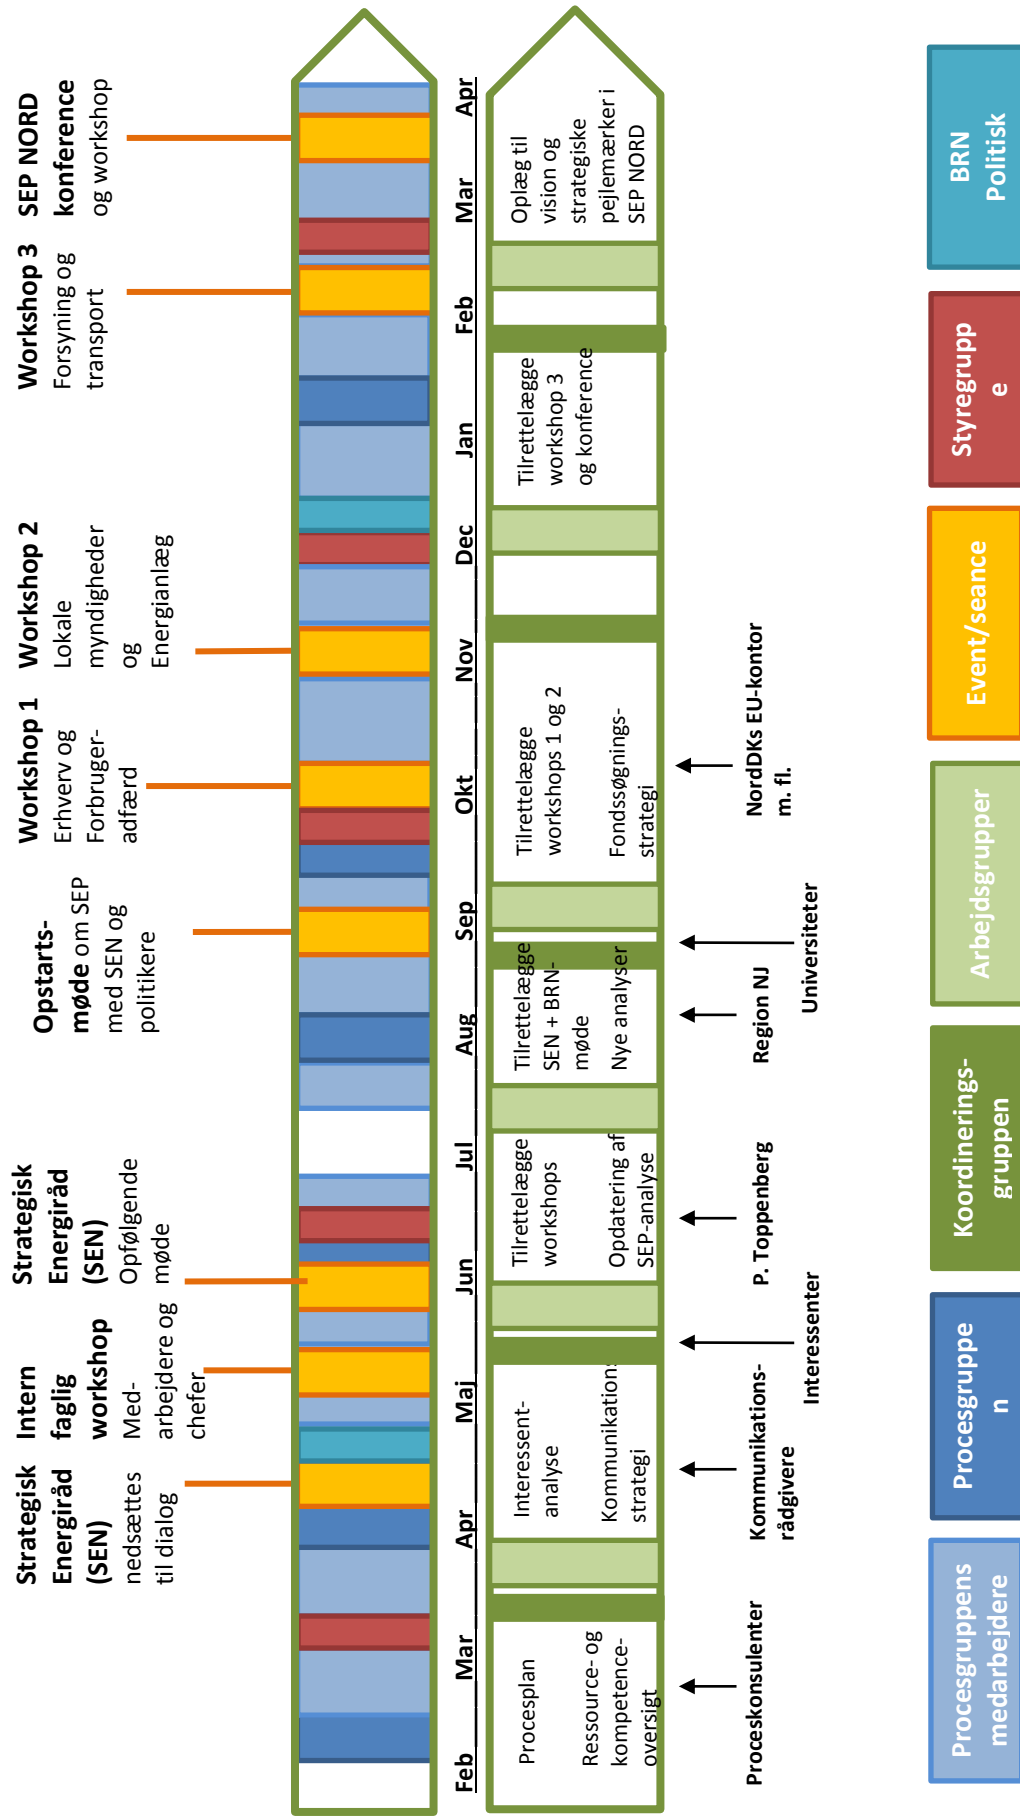 Strategisk
Energiråd
(SEN)
nedsættes
til dialog
Intern
faglig
workshop
Med-
arbejdere og
chefer
Strategisk
Energiråd
(SEN)
Opfølgende
møde
Opstarts-
møde om SEP
med SEN og
politikere
Workshop 1
Erhverv og
Forbruger-
adfærd
Workshop 2
Lokale
myndigheder
og
Energianlæg
Workshop 3
Forsyning og
transport
SEP NORD
konference
og workshop
Feb Mar Apr Maj Jun Jul Aug Sep Okt Nov Dec Jan Feb Mar Apr
Procesplan
Ressource- og
kompetence-
oversigt
Interessent-
analyse
Kommunikations
strategi
Tilrettelægge
workshops
Opdatering af
SEP-analyse
Tilrettelægge
SEN + BRN-
møde
Nye analyser
Tilrettelægge
workshops 1 og 2
Fondssøgnings-
strategi
Tilrettelægge
workshop 3
og konference
Oplæg til
vision og
strategiske
pejlemærker i
SEP NORD
Proceskonsulenter
Kommunikations-
rådgivere
Interessenter
P. Toppenberg
Region NJ
Universiteter
NordDKs EU-kontor
m. fl.
Procesgruppens
medarbejdere
Procesgruppe
n
Koordinerings-
gruppen
Arbejdsgrupper
Event/seance
Styregrupp
e
BRN
Politisk